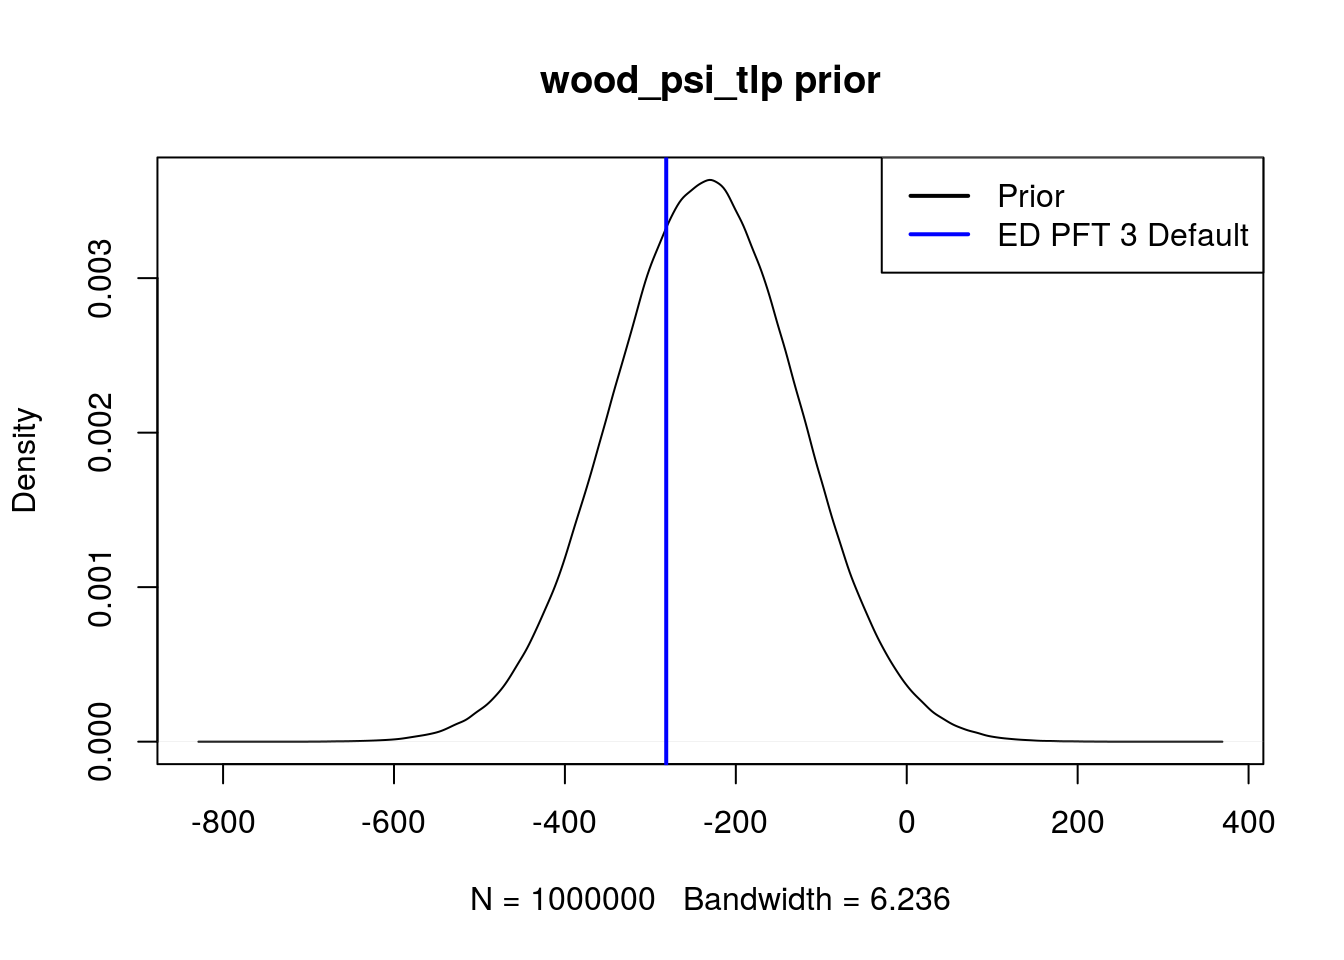 wood_psi_tlp prior
Prior
ED PFT 3 Default
Density
0.003
0.002
0.001
0.000
-800 -600 -400 -200 0 200 400
N = 1000000 Bandwidth = 6.236